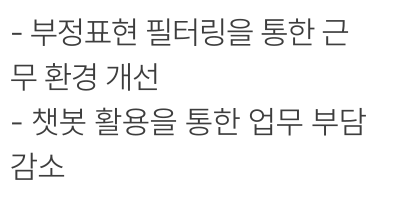 - 부정표현 필터링을 통한 근
무 환경 개선
- 챗봇 활용을 통한 업무 부담
감소